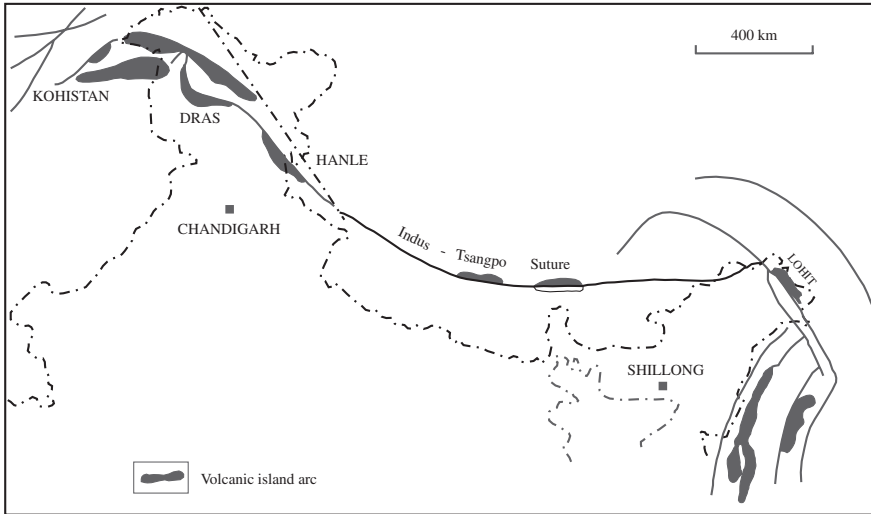 400 km
KOHISTAN
DRAS
HANLE
CHANDIGARH
Indus - Tsangpo Suture
LOHIT
SHILLONG
Volcanic island arc